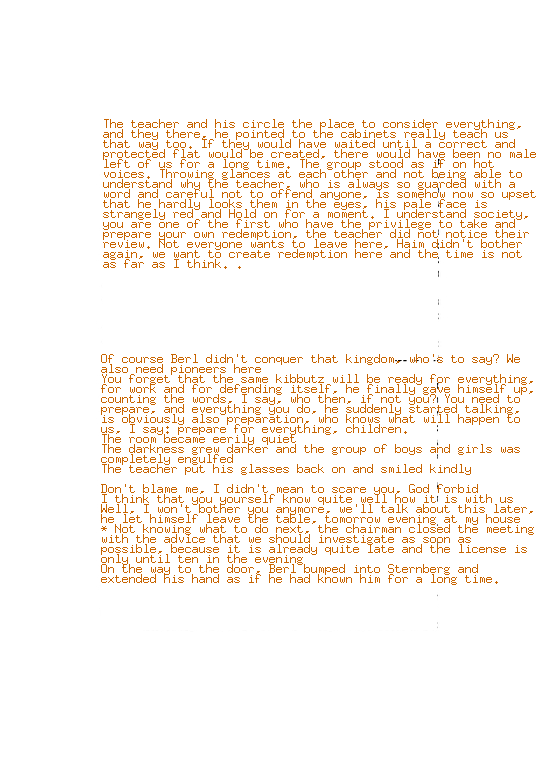 The teacher and his circle the place to consider everything,
and they there, he pointed to the cabinets really teach us
that way too. If they would have waited until a correct and
protected flat would be created, there would have been no male
left of us for a long time. The group stood as if on hot
voices. Throwing glances at each other and not being able to
understand why the teacher, who is always so guarded with a
word and careful not to offend anyone, is somehow now so upset
that he hardly looks them in the eyes, his pale face is
strangely red and Hold on for a moment. I understand society,
you are one of the first who have the privilege to take and
prepare your own redemption, the teacher did not notice their
review. Not everyone wants to leave here, Haim didn't bother
again, we want to create redemption here and the time is not
as far as I think. .
Of course Berl didn't conquer that kingdom, who's to say? We
also need pioneers here
You forget that the same kibbutz will be ready for everything,
for work and for defending itself, he finally gave himself up,
counting the words, I say, who then, if not you?! You need to
prepare, and everything you do, he suddenly started talking,
is obviously also preparation, who knows what will happen to
us, I say: prepare for everything, children.
The room became eerily quiet
The darkness grew darker and the group of boys and girls was
completely engulfed
The teacher put his glasses back on and smiled kindly
Don't blame me, I didn't mean to scare you, God forbid
I think that you yourself know quite well how it is with us
Well, I won't bother you anymore, we'll talk about this later,
he let himself leave the table, tomorrow evening at my house
* Not knowing what to do next, the chairman closed the meeting
with the advice that we should investigate as soon as
possible, because it is already quite late and the license is
only until ten in the evening
On the way to the door, Berl bumped into Sternberg and
extended his hand as if he had known him for a long time.